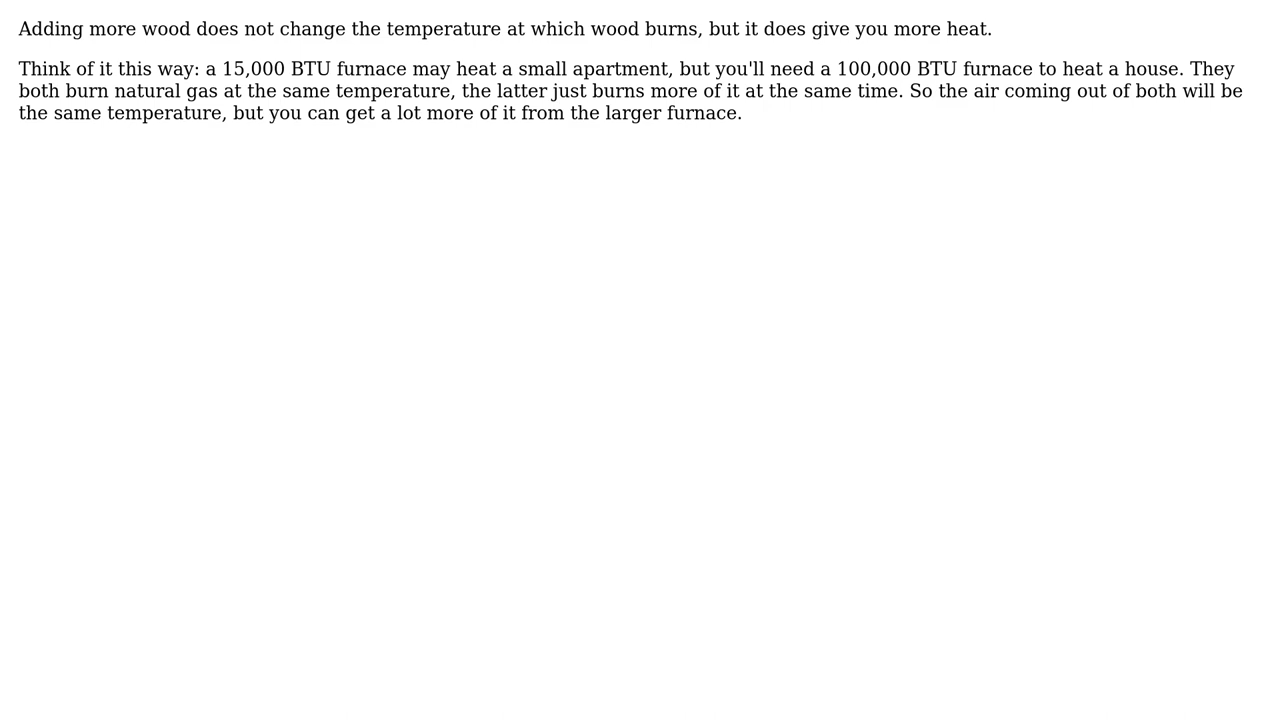 Adding more wood does not change the temperature at which wood burns, but it does give you more heat.
Think of it this way: a 15,000 BTU furnace may heat a small apartment, but you'll need a 100,000 BTU furnace to heat a house. They
both burn natural gas at the same temperature, the latter just burns more of it at the same time. So the air coming out of both will be
the same temperature, but you can get a lot more of it from the larger furnace.